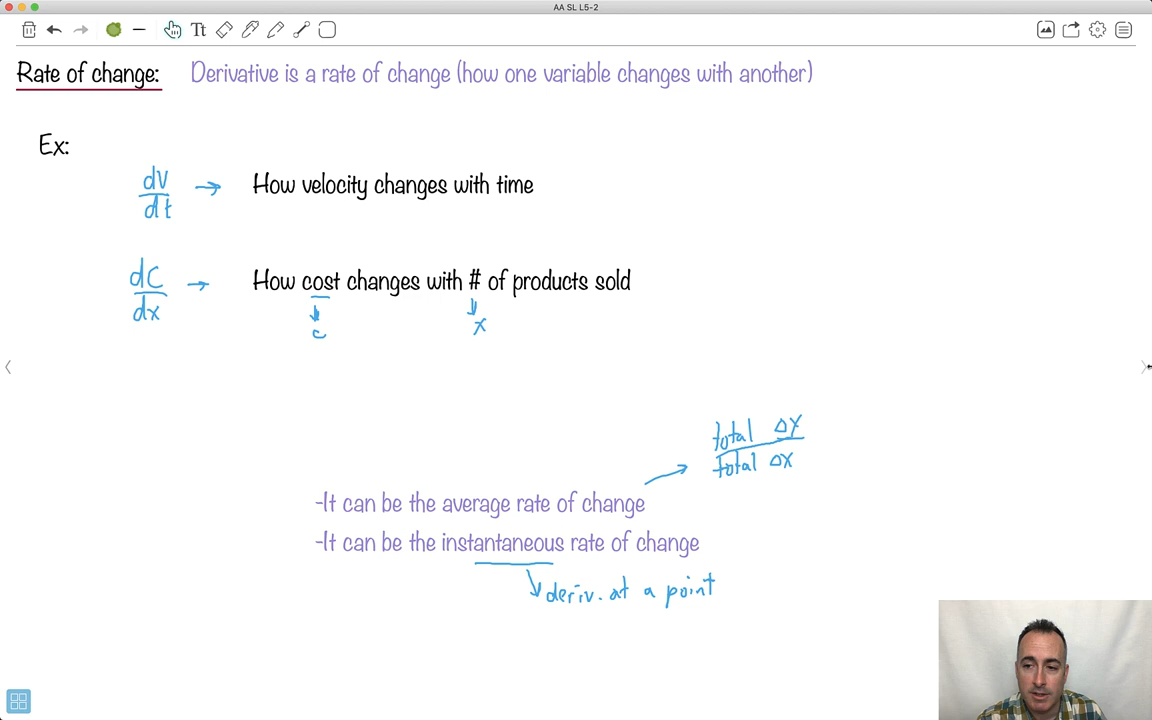 AA SL L5-2
Tt
Rate of change: Derivative is a rate of change (how one variable changes with another)
Ex:
dV
dt
→ How velocity changes with time
dC
dx
→ How cost changes with # of products sold
↓ ↓
c x
total ΔY
total ΔX
-It can be the average rate of change
-It can be the instantaneous rate of change
deriv. at a point